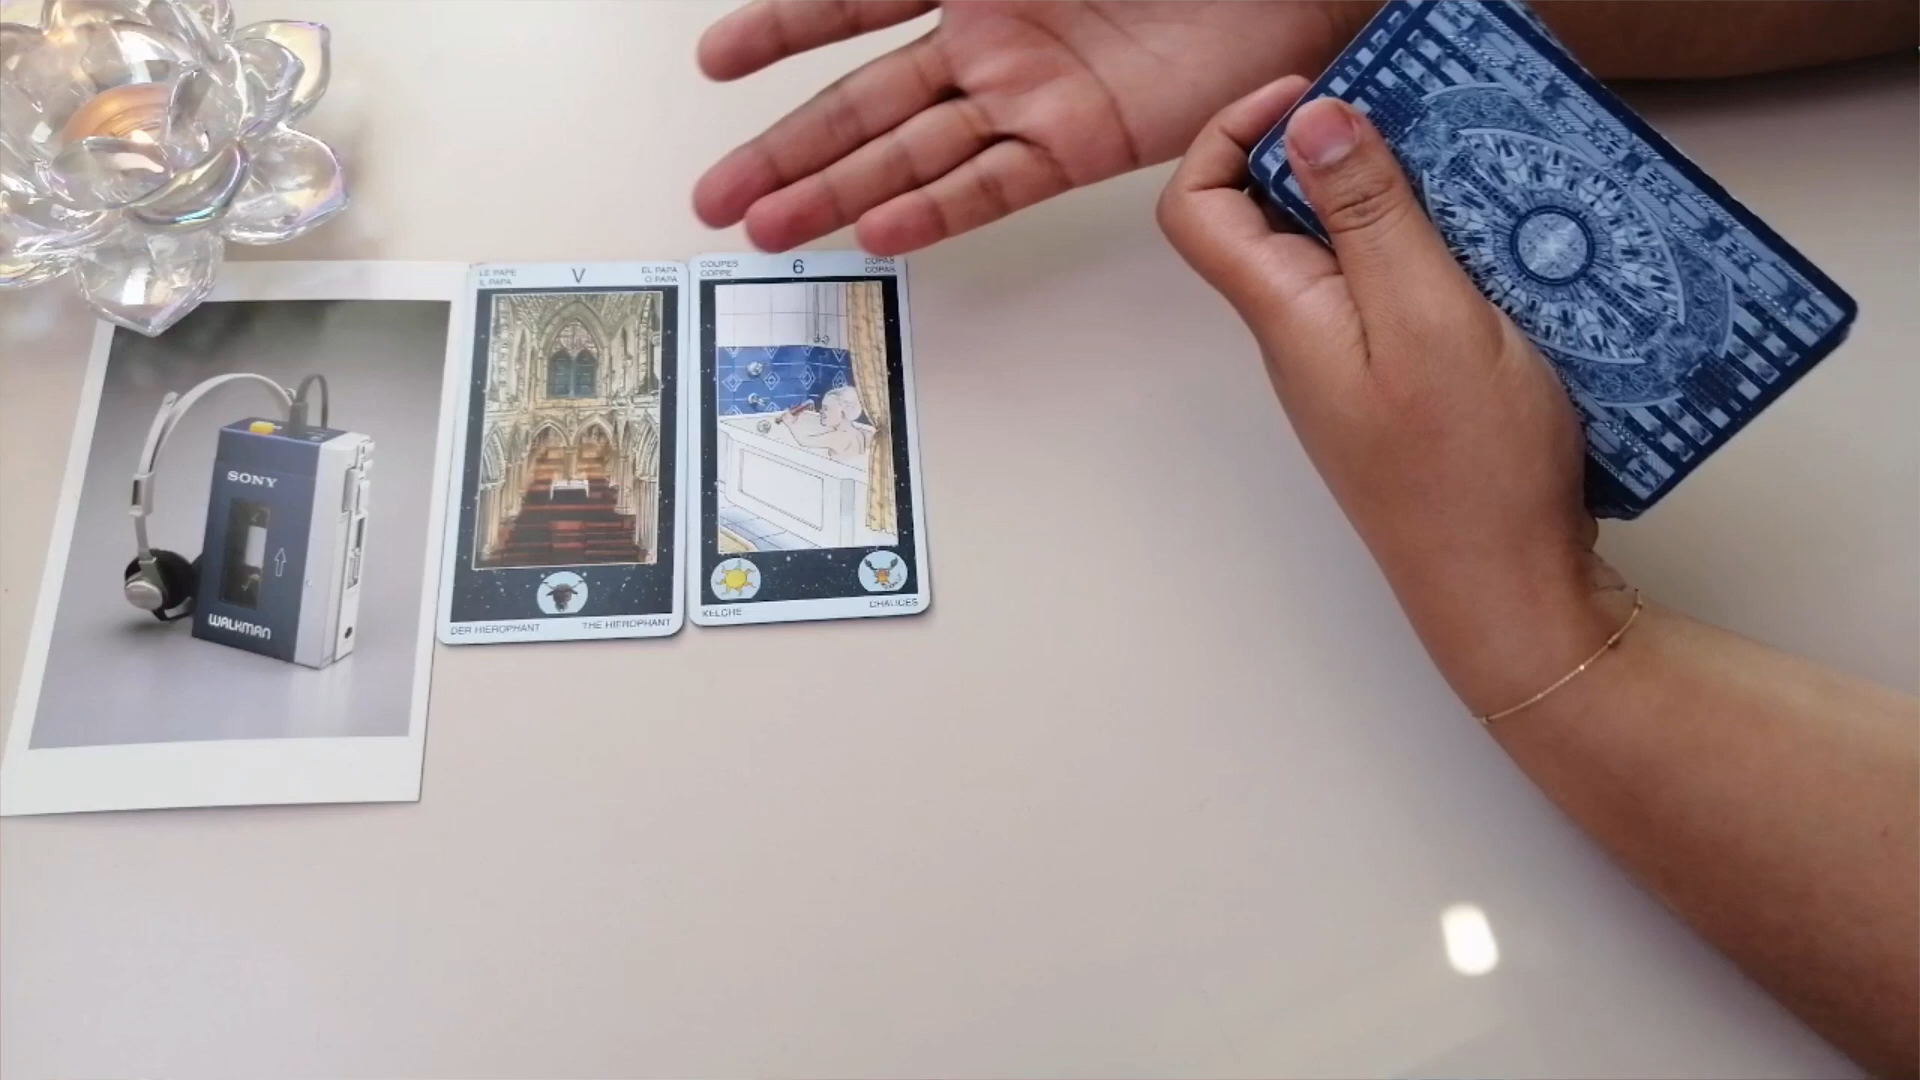 SONY
WALKMAN
LE PAPE
IL PAPA
V
EL PAPA
O PAPA
DER HIEROPHANT
THE HIEROPHANT
COUPES
COPPE
6
COPAS
COPAS
KELCHE
CHALICES